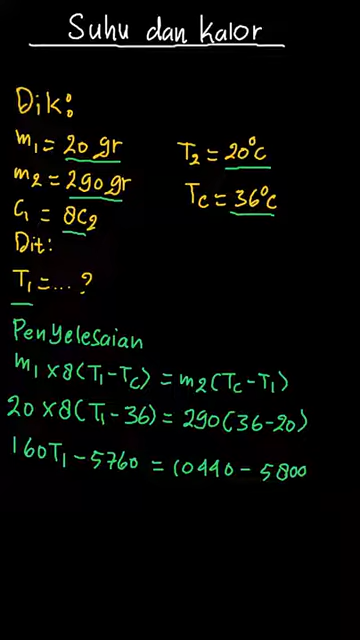 Suhu dan Kalor
Dik:
m₁ = 20 gr
T₂ = 20°C
m₂ = 290 gr
Tc = 36°C
C₁ = 8C₂
Dit:
T₁ = ... ?
Penyelesaian
m₁ × 8(T₁ - Tc) = m₂(Tc - T₁)
20 × 8(T₁ - 36) = 290(36 - 20)
160T₁ - 5760 = 10440 - 5800